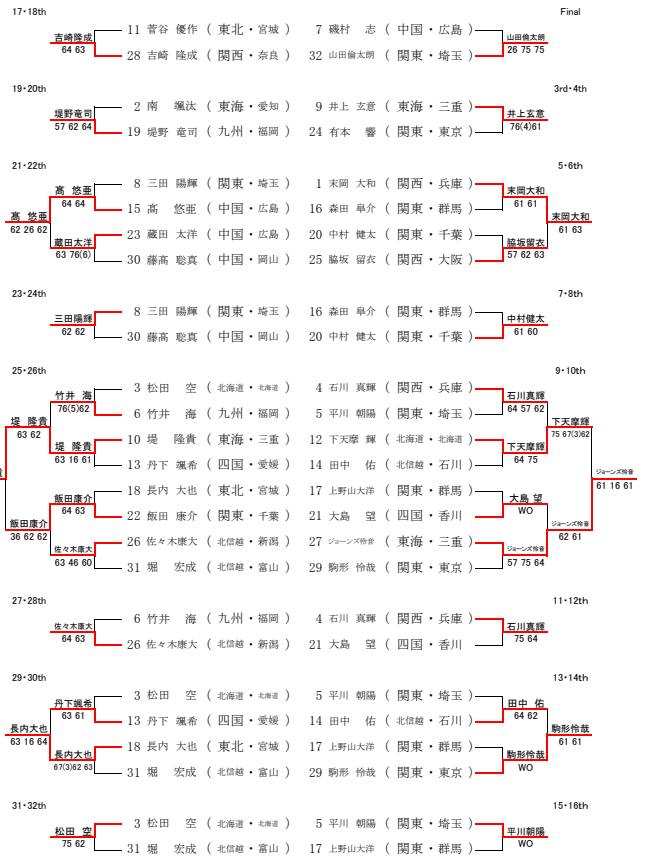 17・18th Final
11 菅谷 優作 ( 東北・宮城 ) 7 磯村 志 ( 中国・広島 )
吉崎隆成 山田倫太朗
64 63 26 75 75
28 吉崎 隆成 ( 関西・奈良 ) 32 山田倫太朗 ( 関東・埼玉 )
19・20th 3rd・4th
2 南 颯汰 ( 東海・愛知 ) 9 井上 玄意 ( 東海・三重 )
堤野竜司 井上玄意
57 62 64 76(4)61
19 堤野 竜司 ( 九州・福岡 ) 24 有本 響 ( 関東・東京 )
21・22th 5・6th
8 三田 陽輝 ( 関東・埼玉 ) 1 末岡 大和 ( 関西・兵庫 )
髙 悠亜 末岡大和
64 64 61 61
15 髙 悠亜 ( 中国・広島 ) 16 森田 皐介 ( 関東・群馬 )
髙 悠亜 末岡大和
62 26 62 61 63
23 蔵田 太洋 ( 中国・広島 ) 20 中村 健太 ( 関東・千葉 )
蔵田太洋 脇坂留衣
63 76(6) 57 62 63
30 藤髙 聡真 ( 中国・岡山 ) 25 脇坂 留衣 ( 関西・大阪 )
23・24th 7・8th
8 三田 陽輝 ( 関東・埼玉 ) 16 森田 皐介 ( 関東・群馬 )
三田陽輝 中村健太
62 62 61 60
30 藤髙 聡真 ( 中国・岡山 ) 20 中村 健太 ( 関東・千葉 )
25・26th 9・10th
3 松田 空 ( 北海道・北海道 ) 4 石川 真輝 ( 関西・兵庫 )
竹井 海 石川真輝
76(5)62 64 57 62
6 竹井 海 ( 九州・福岡 ) 5 平川 朝陽 ( 関東・埼玉 )
堤 隆貴 下天摩輝
63 62 75 67(3)62
10 堤 隆貴 ( 東海・三重 ) 12 下天摩 輝 ( 北海道・北海道 )
堤 隆貴 下天摩輝
63 16 61 64 75
13 丹下 颯希 ( 四国・愛媛 ) 14 田中 佑 ( 北信越・石川 )
貴 ジョーンズ怜音
61 16 61
18 長内 大也 ( 東北・宮城 ) 17 上野山大洋 ( 関東・群馬 )
飯田康介 大島 望
64 63 WO
22 飯田 康介 ( 関東・千葉 ) 21 大島 望 ( 四国・香川 )
飯田康介 ジョーンズ怜音
36 62 62 62 61
26 佐々木康大 ( 北信越・新潟 ) 27 ジョーンズ怜音 ( 東海・三重 )
佐々木康大 ジョーンズ怜音
63 46 60 57 75 64
31 堀 宏成 ( 北信越・富山 ) 29 駒形 怜哉 ( 関東・東京 )
27・28th 11・12th
6 竹井 海 ( 九州・福岡 ) 4 石川 真輝 ( 関西・兵庫 )
佐々木康大 石川真輝
64 63 75 64
26 佐々木康大 ( 北信越・新潟 ) 21 大島 望 ( 四国・香川 )
29・30th 13・14th
3 松田 空 ( 北海道・北海道 ) 5 平川 朝陽 ( 関東・埼玉 )
丹下颯希 田中 佑
63 61 64 62
13 丹下 颯希 ( 四国・愛媛 ) 14 田中 佑 ( 北信越・石川 )
長内大也 駒形怜哉
63 16 64 61 61
18 長内 大也 ( 東北・宮城 ) 17 上野山大洋 ( 関東・群馬 )
長内大也 駒形怜哉
67(3)62 63 WO
31 堀 宏成 ( 北信越・富山 ) 29 駒形 怜哉 ( 関東・東京 )
31・32th 15・16th
3 松田 空 ( 北海道・北海道 ) 5 平川 朝陽 ( 関東・埼玉 )
松田 空 平川朝陽
75 62 WO
31 堀 宏成 ( 北信越・富山 ) 17 上野山大洋 ( 関東・群馬 )